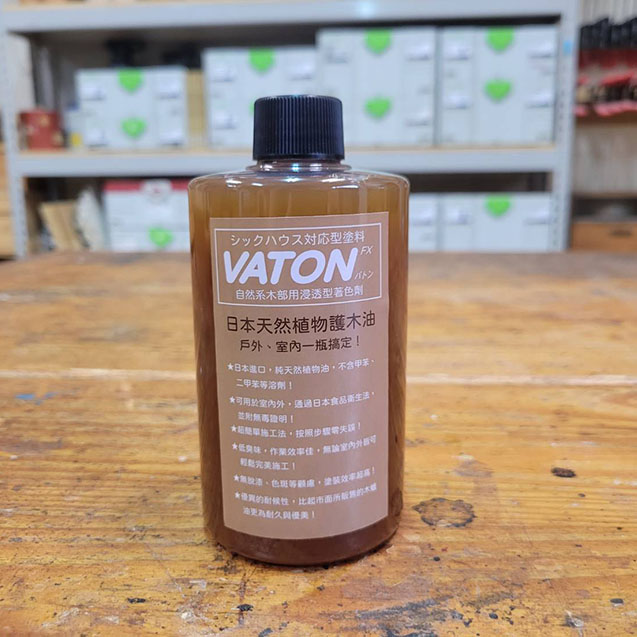 シックハウス対応型塗料
VATON FX
バトン
自然系木部用浸透型著色劑
日本天然植物護木油
戶外、室內一瓶搞定！
★日本進口，純天然植物油，不含甲苯、
二甲苯等溶劑！
★可用於室內外，通過日本食品衛生法，
並附無毒證明！
★超簡單施工法，按照步驟零失誤！
★低臭味，作業效率佳，無論室內外皆可
輕鬆完美施工！
★無脫漆、色斑等顧慮，塗裝效率超高！
★優異的耐候性，比起市面所販售的木蠟
油更為耐久與優美！